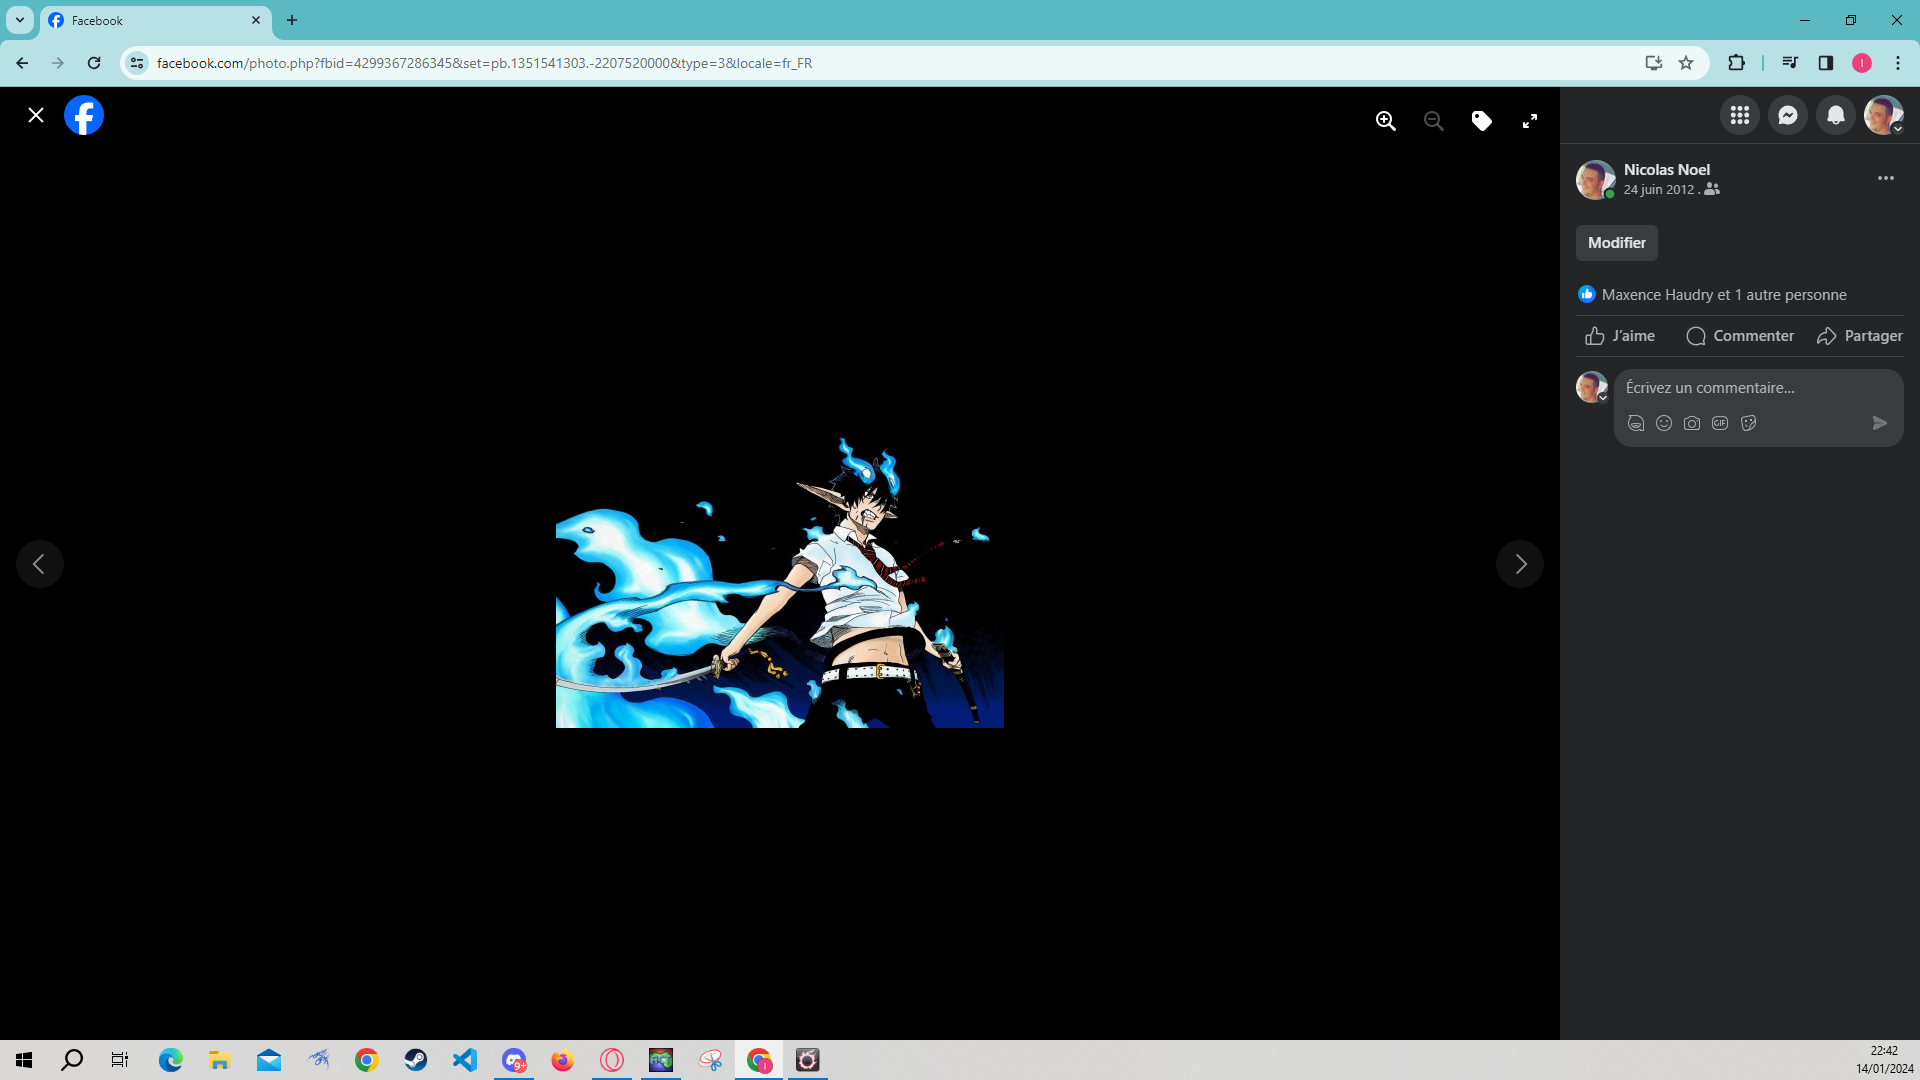 Facebook
facebook.com/photo.php?fbid=4299367286345&set=pb.1351541303.-2207520000&type=3&locale=fr_FR
I
Nicolas Noel
24 juin 2012 .
Modifier
Maxence Haudry et 1 autre personne
J'aime
Commenter
Partager
Écrivez un commentaire...
GIF
9+
I
22:42
14/01/2024